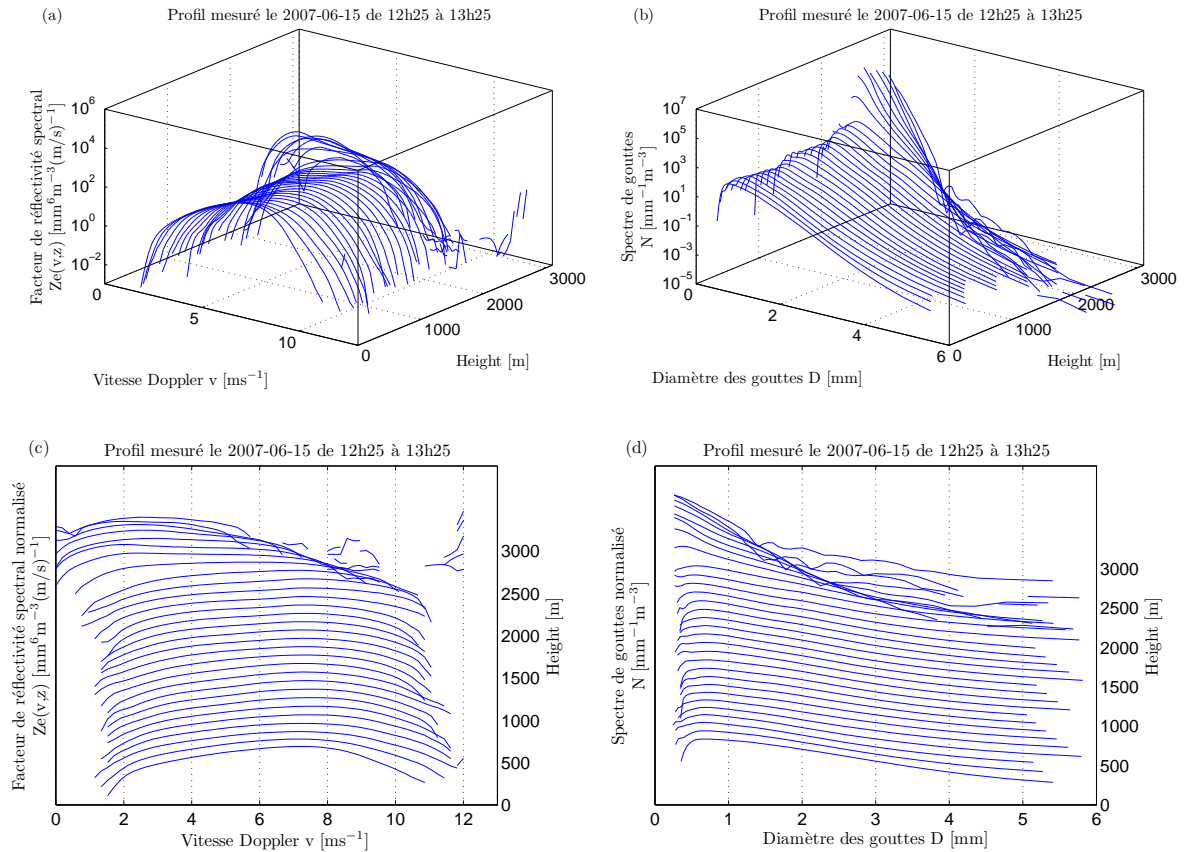 (a)
Profil mesuré le 2007-06-15 de 12h25 à 13h25
Facteur de réflectivité spectral
Ze(v,z) [mm⁶m⁻³(m/s)⁻¹
10⁶
10⁴
10²
10⁰
10⁻²
0
5
10
0
1000
2000
3000
Vitesse Doppler v [ms⁻¹]
Height [m]
(b)
Profil mesuré le 2007-06-15 de 12h25 à 13h25
Spectre de gouttes
N [mm⁻¹m⁻³]
10⁷
10⁵
10³
10¹
10⁻¹
10⁻³
10⁻⁵
0
2
4
6
0
1000
2000
3000
Diamètre des gouttes D [mm]
Height [m]
(c)
Profil mesuré le 2007-06-15 de 12h25 à 13h25
Facteur de réflectivité spectral normalisé
Ze(v,z) [mm⁶m⁻³(m/s)⁻¹
3000
2500
2000
1500
1000
500
0
Height [m]
0 2 4 6 8 10 12
Vitesse Doppler v [ms⁻¹]
(d)
Profil mesuré le 2007-06-15 de 12h25 à 13h25
Spectre de gouttes normalisé
N [mm⁻¹m⁻³]
3000
2500
2000
1500
1000
500
0
Height [m]
0 1 2 3 4 5 6
Diamètre des gouttes D [mm]